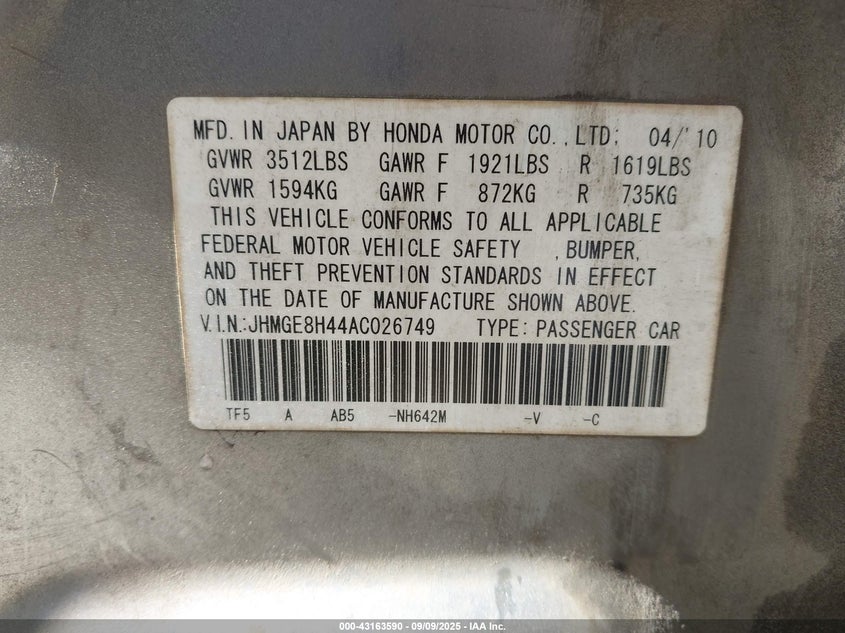 MFD. IN JAPAN BY HONDA MOTOR CO.,LTD; 04/'10
GVWR 3512LBS GAWR F 1921LBS R 1619LBS
GVWR 1594KG GAWR F 872KG R 735KG
THIS VEHICLE CONFORMS TO ALL APPLICABLE
FEDERAL MOTOR VEHICLE SAFETY , BUMPER,
AND THEFT PREVENTION STANDARDS IN EFFECT
ON THE DATE OF MANUFACTURE SHOWN ABOVE.
V.I.N.:JHMGE8H44AC026749 TYPE: PASSENGER CAR
TF5 A AB5 -NH642M -V -C
000-43163590 - 09/09/2025 - IAA Inc.